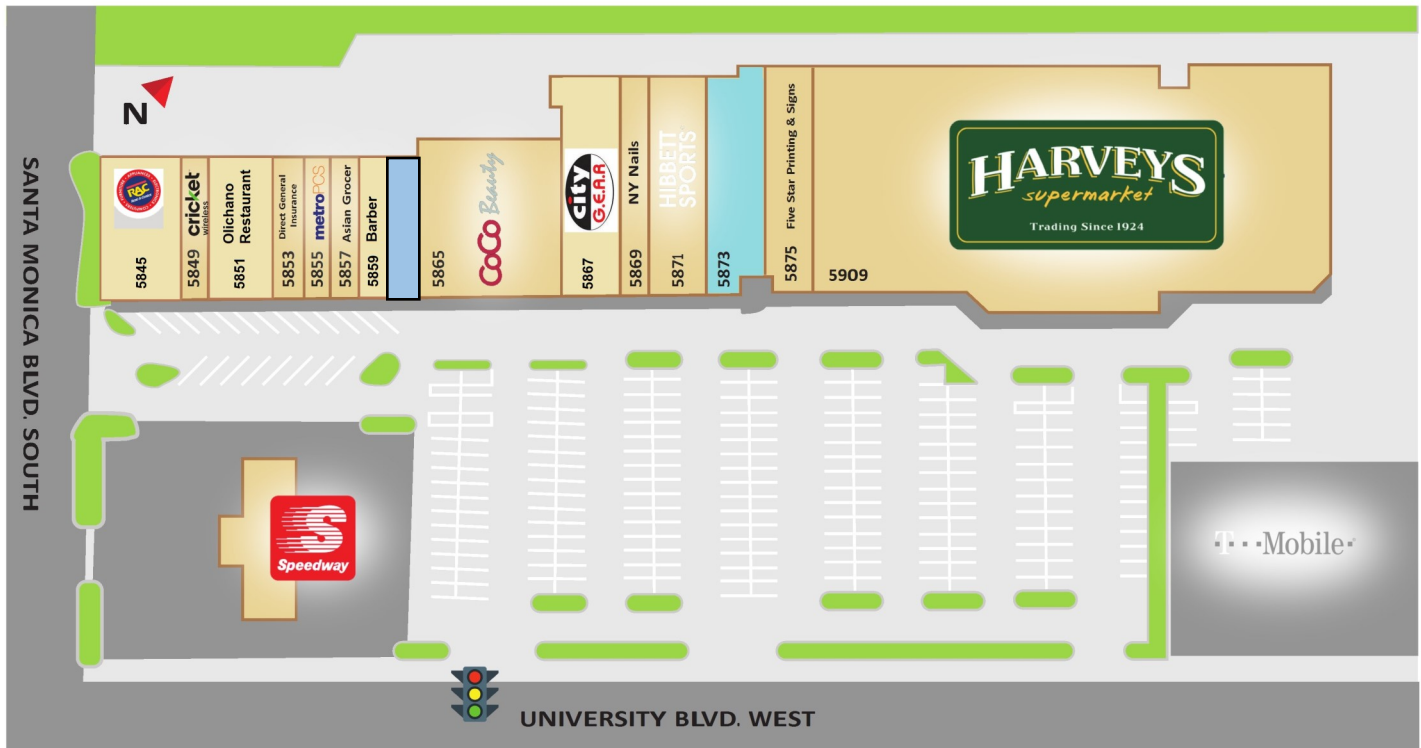 N
SANTA MONICA BLVD. SOUTH
RAC
5845
cricket
wireless
5849
Olichano
Restaurant
5851
Direct General
Insurance
5853
metroPCS
5855
Asian Grocer
5857
Barber
5859
CoCo Beauty
5865
city
G.E.A.R
5867
NY Nails
5869
HIBBETT
SPORTS
5871
5873
Five Star Printing & Signs
5875
HARVEYS
supermarket
Trading Since 1924
5909
S
Speedway
T Mobile
UNIVERSITY BLVD. WEST